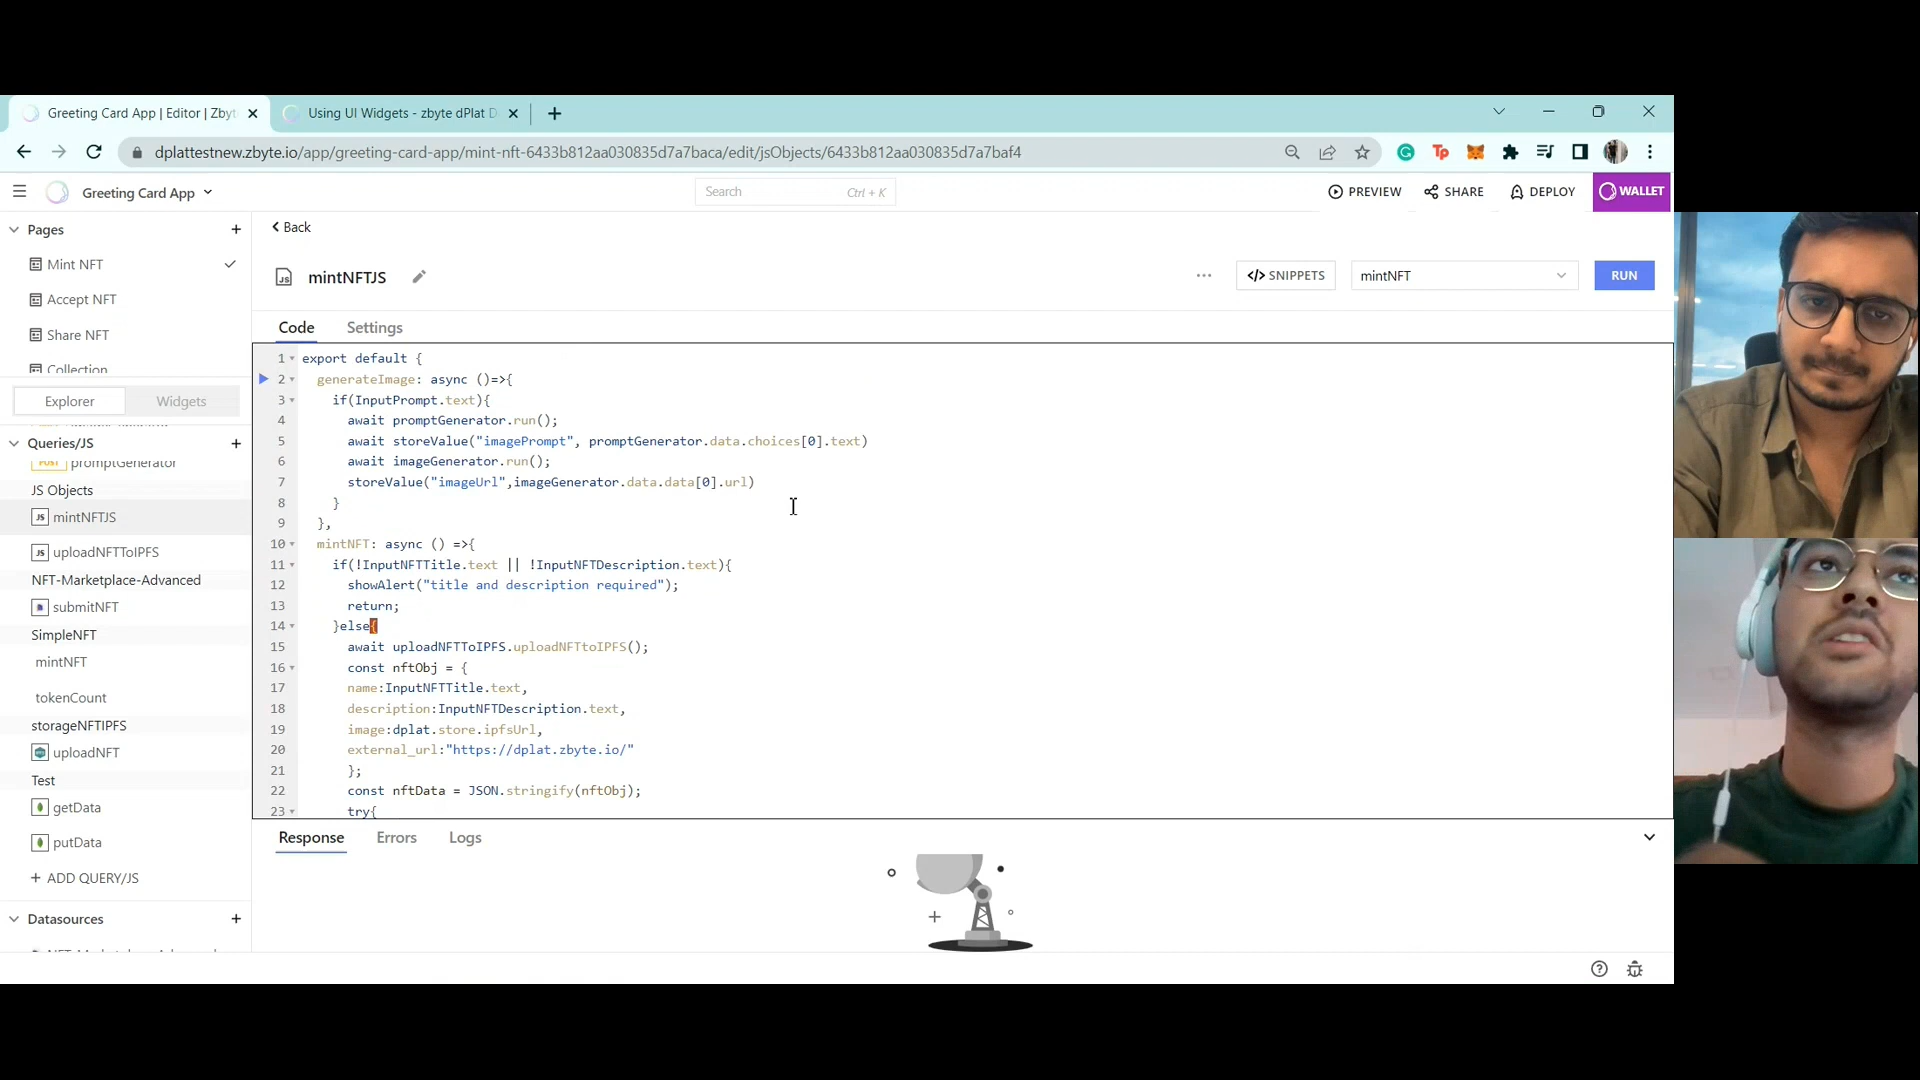 Greeting Card App | Editor | Zbyt
Using UI Widgets - zbyte dPlat D
dplattestnew.zbyte.io/app/greeting-card-app/mint-nft-6433b812aa030835d7a7baca/edit/jsObjects/6433b812aa030835d7a7baf4
Greeting Card App
Search Ctrl + K
PREVIEW
SHARE
DEPLOY
WALLET
Pages
Mint NFT
Accept NFT
Share NFT
Collection
Explorer
Widgets
Queries/JS
POST promptGenerator
JS Objects
JS mintNFTJS
JS uploadNFTToIPFS
NFT-Marketplace-Advanced
submitNFT
SimpleNFT
mintNFT
tokenCount
storageNFTIPFS
uploadNFT
Test
getData
putData
+ ADD QUERY/JS
Datasources
Back
JS mintNFTJS
</> SNIPPETS
mintNFT
RUN
Code
Settings
1 export default {
2 generateImage: async ()=>{
3 if(InputPrompt.text){
4 await promptGenerator.run();
5 await storeValue("imagePrompt", promptGenerator.data.choices[0].text)
6 await imageGenerator.run();
7 storeValue("imageUrl",imageGenerator.data.data[0].url)
8 }
9 },
10 mintNFT: async () =>{
11 if(!InputNFTTitle.text || !InputNFTDescription.text){
12 showAlert("title and description required");
13 return;
14 }else{
15 await uploadNFTToIPFS.uploadNFTtoIPFS();
16 const nftObj = {
17 name:InputNFTTitle.text,
18 description:InputNFTDescription.text,
19 image:dplat.store.ipfsUrl,
20 external_url:"https://dplat.zbyte.io/"
21 };
22 const nftData = JSON.stringify(nftObj);
23 try{
Response
Errors
Logs